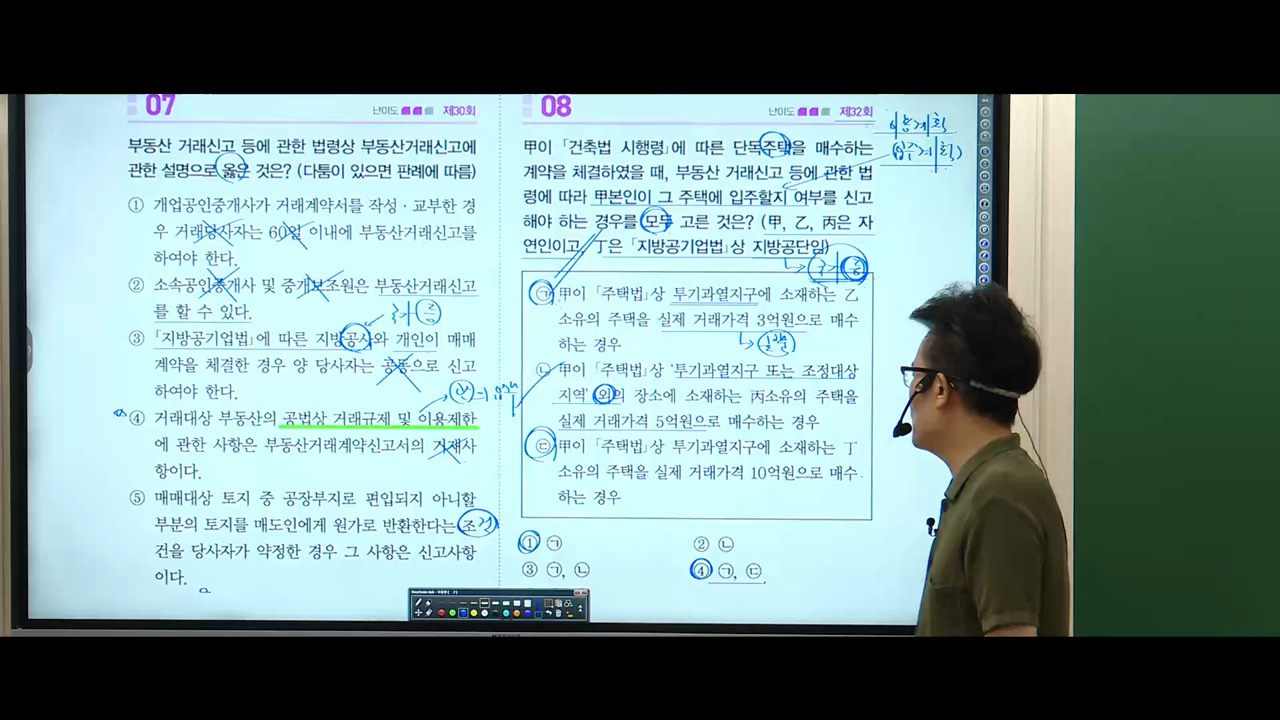 07
난이도 제30회
부동산 거래신고 등에 관한 법령상 부동산거래신고에
관한 설명으로 옳은 것은? (다툼이 있으면 판례에 따름)
① 개업공인중개사가 거래계약서를 작성·교부한 경
우 거래당사자는 60일 이내에 부동산거래신고를
하여야 한다.
② 소속공인중개사 및 중개보조원은 부동산거래신고
를 할 수 있다.
③ 「지방공기업법」에 따른 지방공사와 개인이 매매
계약을 체결한 경우 양 당사자는 공동으로 신고
하여야 한다.
④ 거래대상 부동산의 공법상 거래규제 및 이용제한
에 관한 사항은 부동산거래계약신고서의 기재사
항이다.
⑤ 매매대상 토지 중 공장부지로 편입되지 아니할
부분의 토지를 매도인에게 원가로 반환한다는 조
건을 당사자가 약정한 경우 그 사항은 신고사항
이다.
조건
08
난이도 제32회
이용계획
(입주계획)
甲이 「건축법 시행령」에 따른 단독주택을 매수하는
계약을 체결하였을 때, 부동산 거래신고 등에 관한 법
령에 따라 甲본인이 그 주택에 입주할지 여부를 신고
해야 하는 경우를 모두 고른 것은? (甲, 乙, 丙은 자
연인이고, 丁은 「지방공기업법」상 지방공단임)
㉠ 甲이 「주택법」상 투기과열지구에 소재하는 乙
소유의 주택을 실제 거래가격 3억원으로 매수
하는 경우
㉡ 甲이 「주택법」상 '투기과열지구 또는 조정대상
지역' 외의 장소에 소재하는 丙소유의 주택을
실제 거래가격 5억원으로 매수하는 경우
㉢ 甲이 「주택법」상 투기과열지구에 소재하는 丁
소유의 주택을 실제 거래가격 10억원으로 매수
하는 경우
① ㉠ ② ㉡
③ ㉠, ㉡ ④ ㉠, ㉢